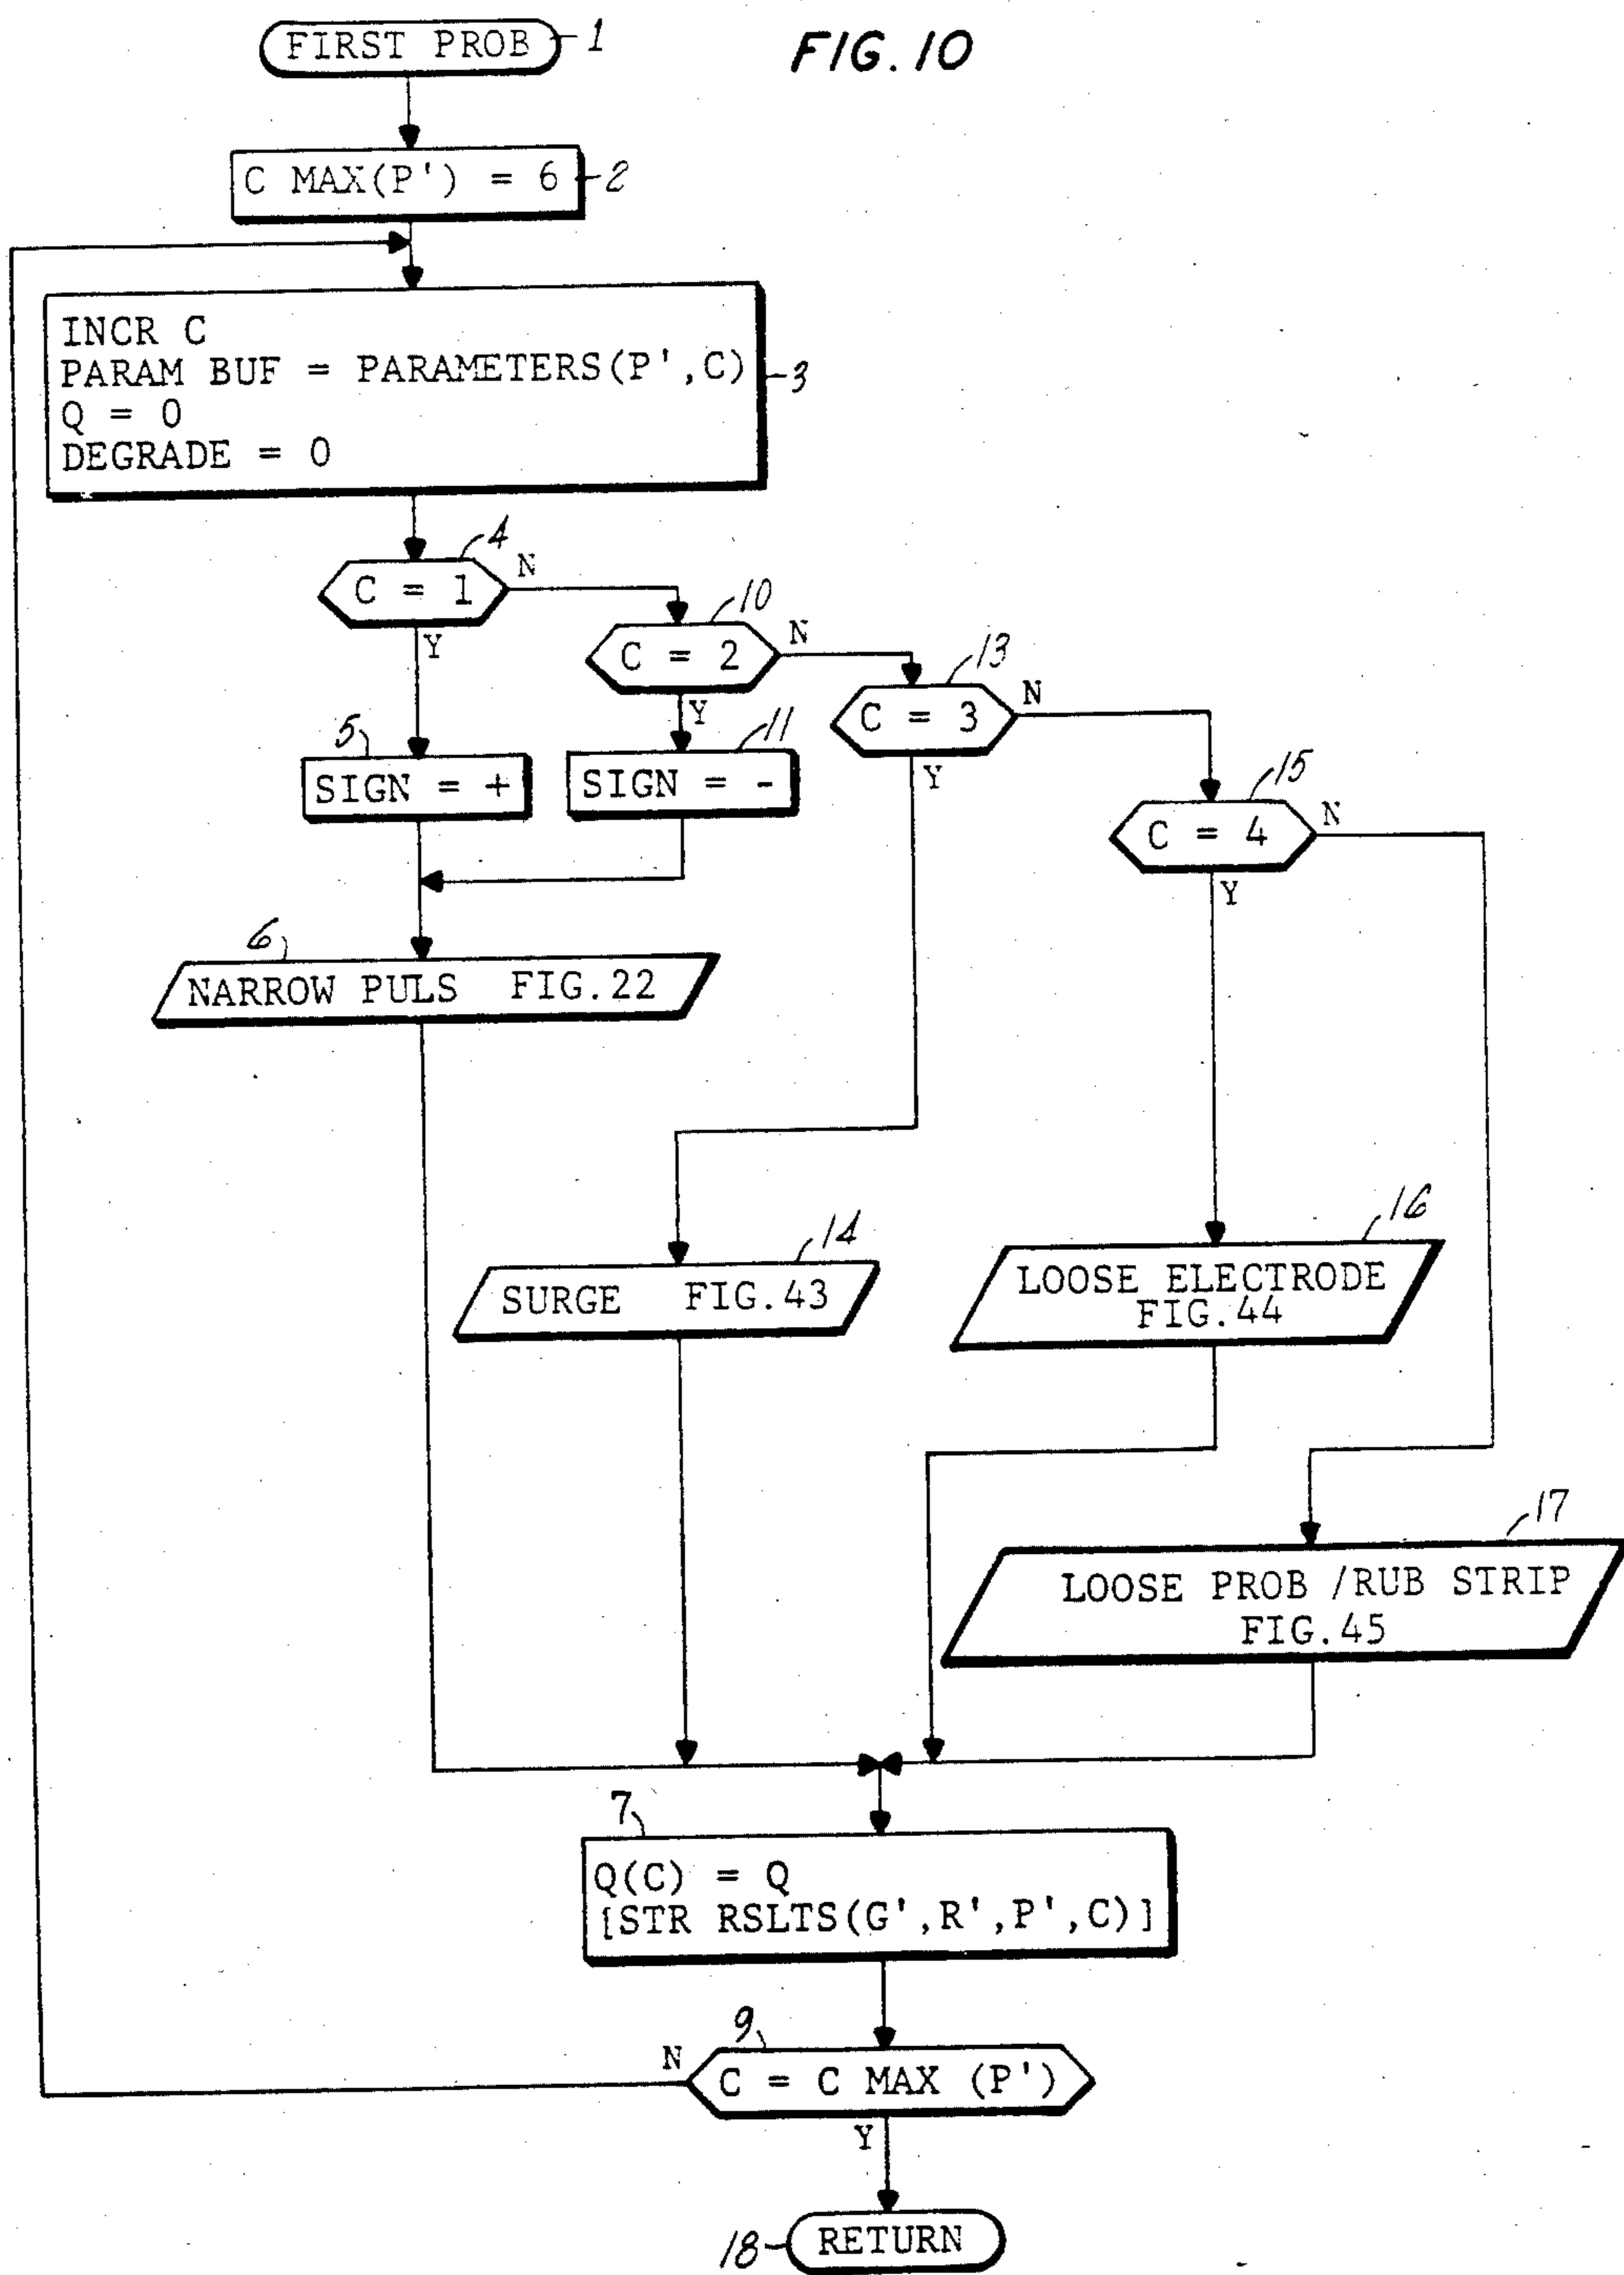 FIRST PROB
1
FIG. 10
C MAX(P') = 6
2
INCR C
PARAM BUF = PARAMETERS(P',C)
Q = 0
DEGRADE = 0
3
4
C = 1
N
Y
10
C = 2
N
Y
13
C = 3
N
Y
5
SIGN = +
11
SIGN = -
15
C = 4
N
Y
6
NARROW PULS FIG.22
14
SURGE FIG.43
16
LOOSE ELECTRODE
FIG.44
17
LOOSE PROB /RUB STRIP
FIG.45
7
Q(C) = Q
[STR RSLTS(G',R',P',C)]
9
N
C = C MAX (P')
Y
18
RETURN